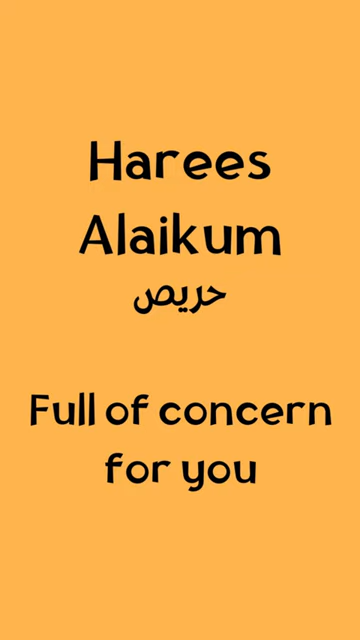 Harees
Alaikum
حريص
Full of concern
for you